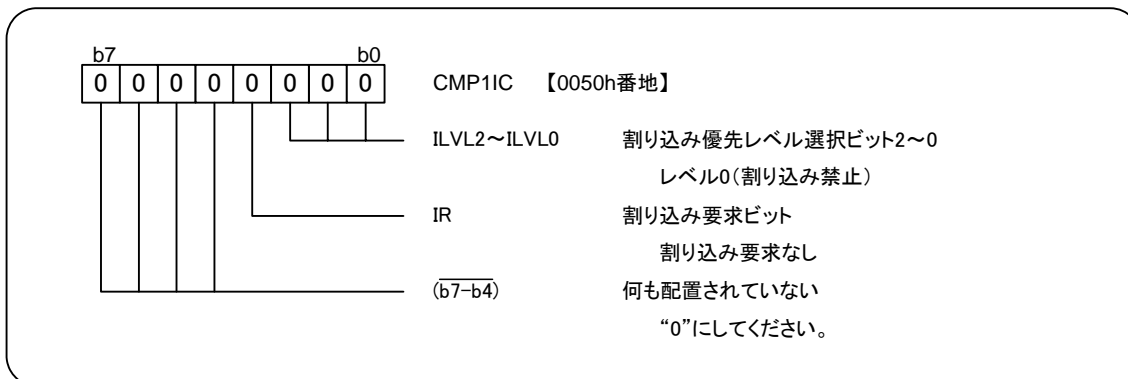 b7 b0
0 0 0 0 0 0 0 0 CMP1IC 【0050h番地】
ILVL2~ILVL0 割り込み優先レベル選択ビット2~0
レベル0(割り込み禁止)
IR 割り込み要求ビット
割り込み要求なし
(b7-b4) 何も配置されていない
“0”にしてください。